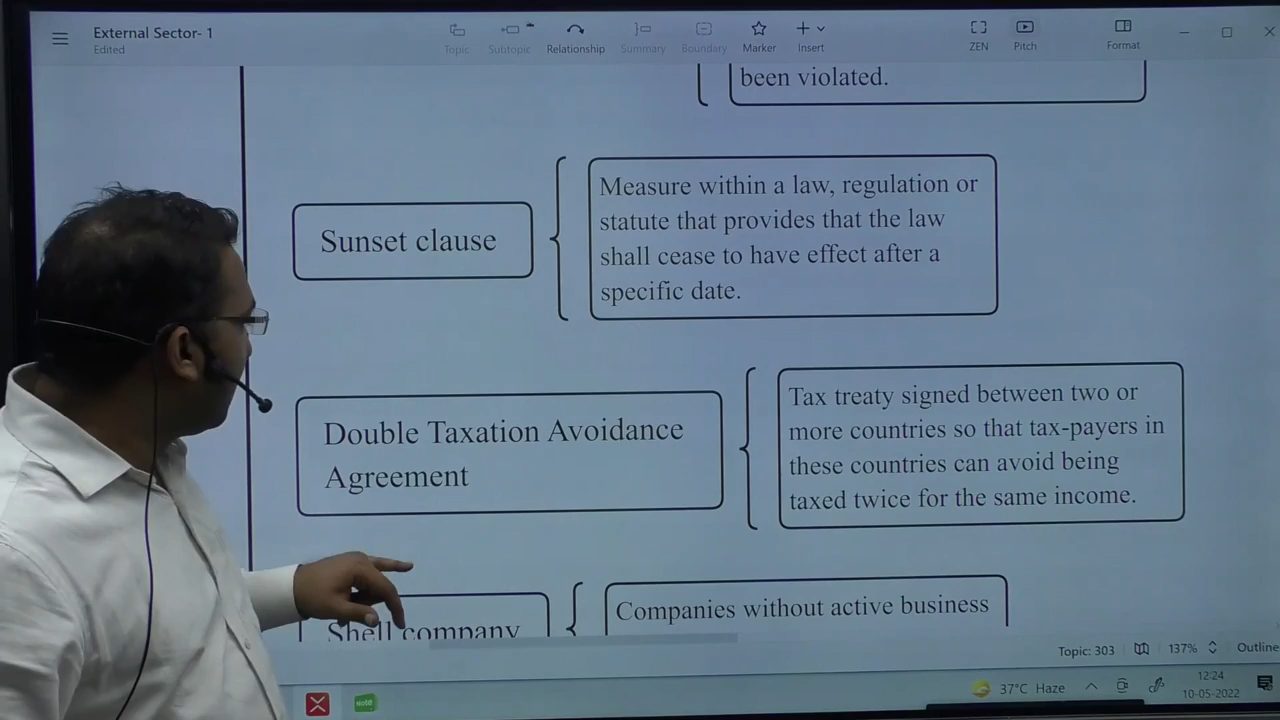 External Sector- 1
Edited
Topic
Subtopic
Relationship
Summary
Boundary
Marker
Insert
ZEN
Pitch
Format
been violated.
Sunset clause
Measure within a law, regulation or
statute that provides that the law
shall cease to have effect after a
specific date.
Double Taxation Avoidance
Agreement
Tax treaty signed between two or
more countries so that tax-payers in
these countries can avoid being
taxed twice for the same income.
Shell company
Companies without active business
Topic: 303
137%
Outline
37°C Haze
12:24
10-05-2022